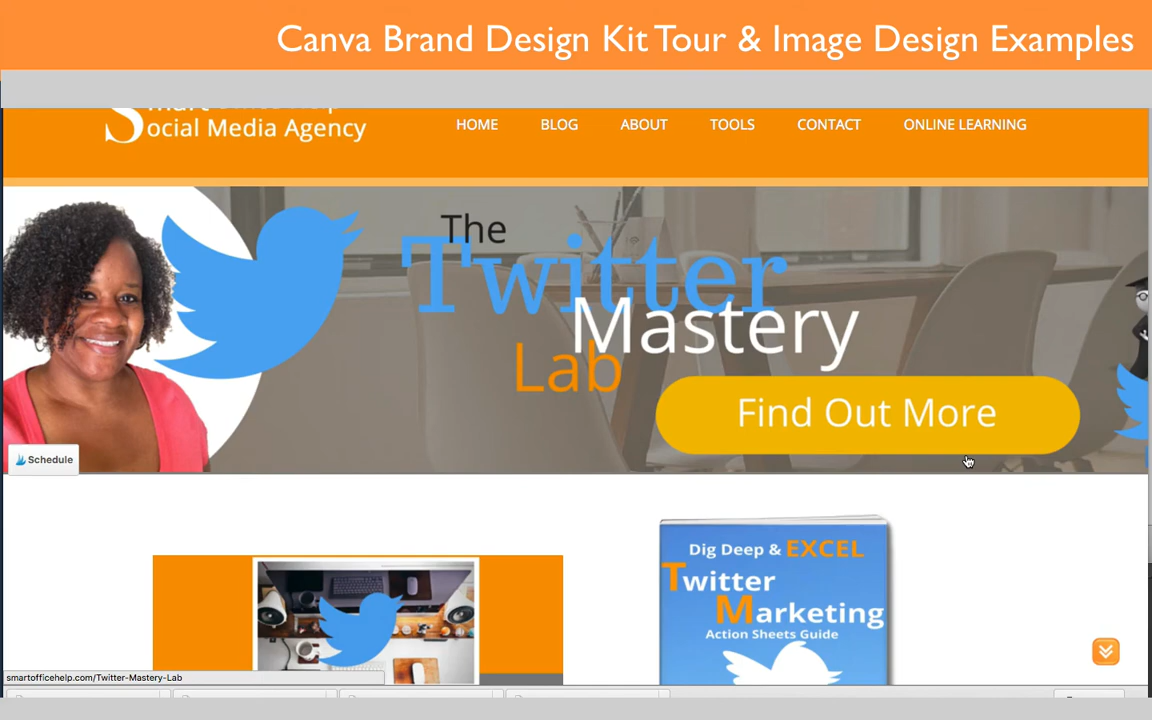 Canva Brand Design Kit Tour & Image Design Examples
Social Media Agency
HOME BLOG ABOUT TOOLS CONTACT ONLINE LEARNING
The
Twitter
Mastery
Lab
Find Out More
Schedule
Dig Deep & EXCEL
Twitter
Marketing
Action Sheets Guide
smartofficehelp.com/Twitter-Mastery-Lab